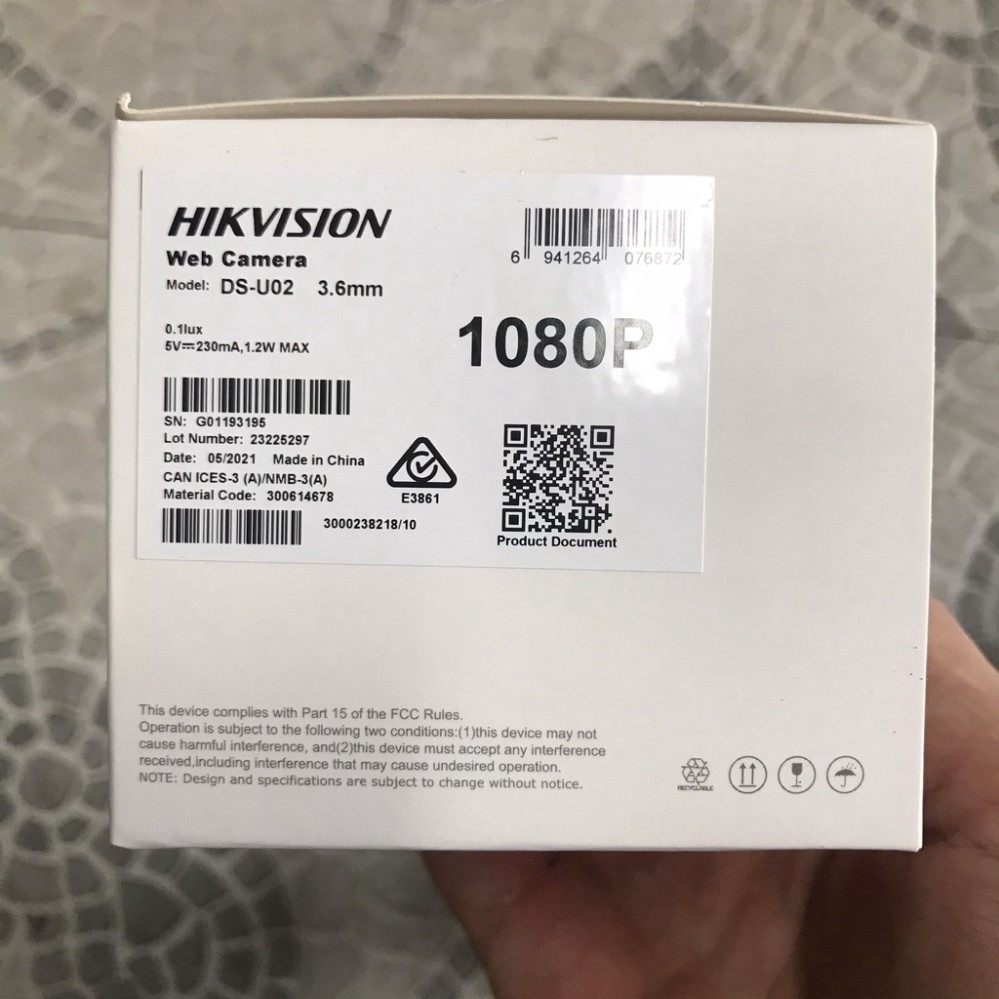 HIKVISION
Web Camera
Model: DS-U02 3.6mm
6 941264 076872
1080P
0.1lux
5V⎓230mA,1.2W MAX
SN: G01193195
Lot Number: 23225297
Date: 05/2021 Made in China
CAN ICES-3 (A)/NMB-3(A)
Material Code: 300614678
3000238218/10
E3861
Product Document
This device complies with Part 15 of the FCC Rules.
Operation is subject to the following two conditions:(1)this device may not
cause harmful interference, and(2)this device must accept any interference
received,including interference that may cause undesired operation.
NOTE: Design and specifications are subject to change without notice.
RECYCLABLE